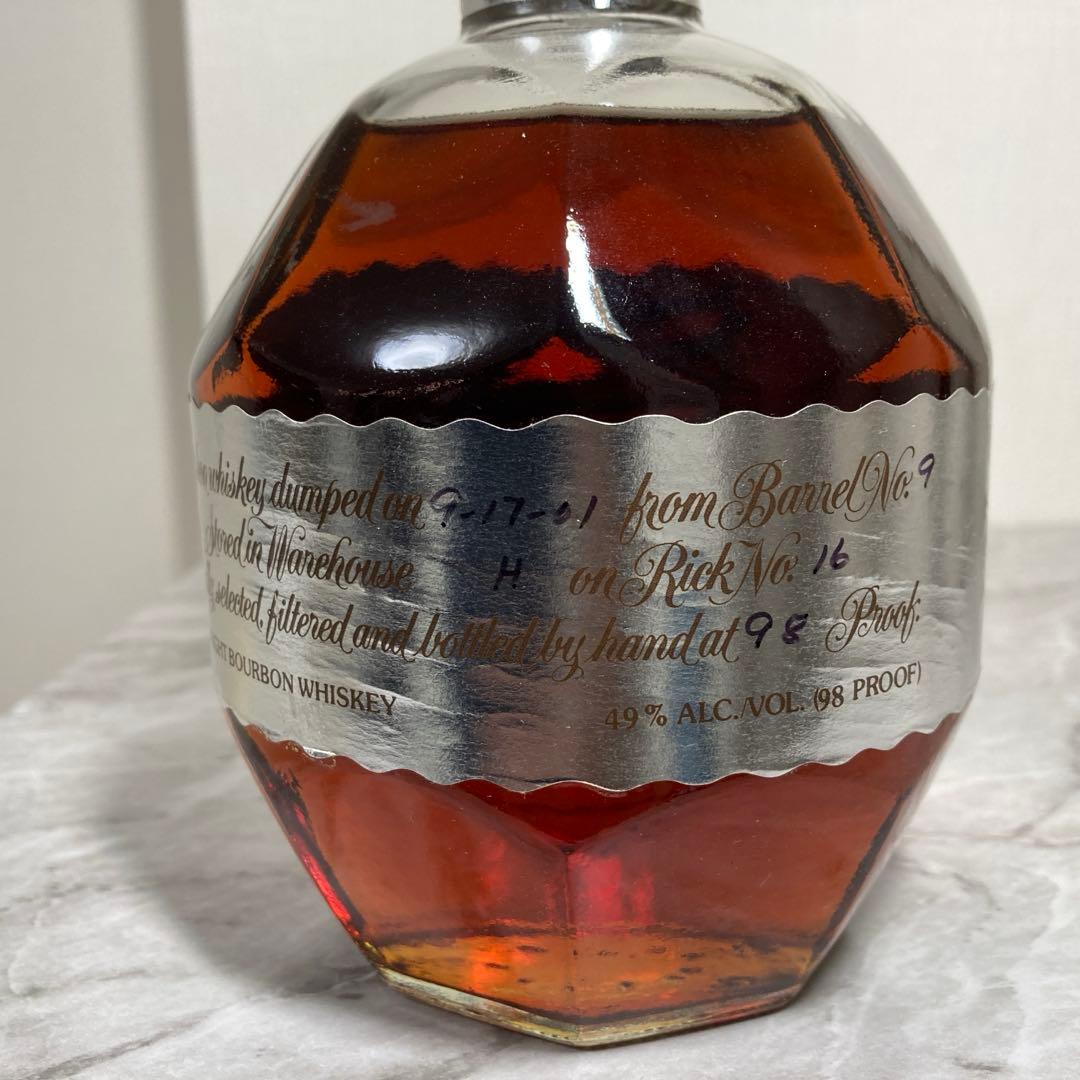 whiskey dumped on 9-17-01 from Barrel No. 9
Stored in Warehouse H on Rick No. 16
selected, filtered and bottled by hand at 98 Proof.
BOURBON WHISKEY 49% ALC./VOL. (98 PROOF)